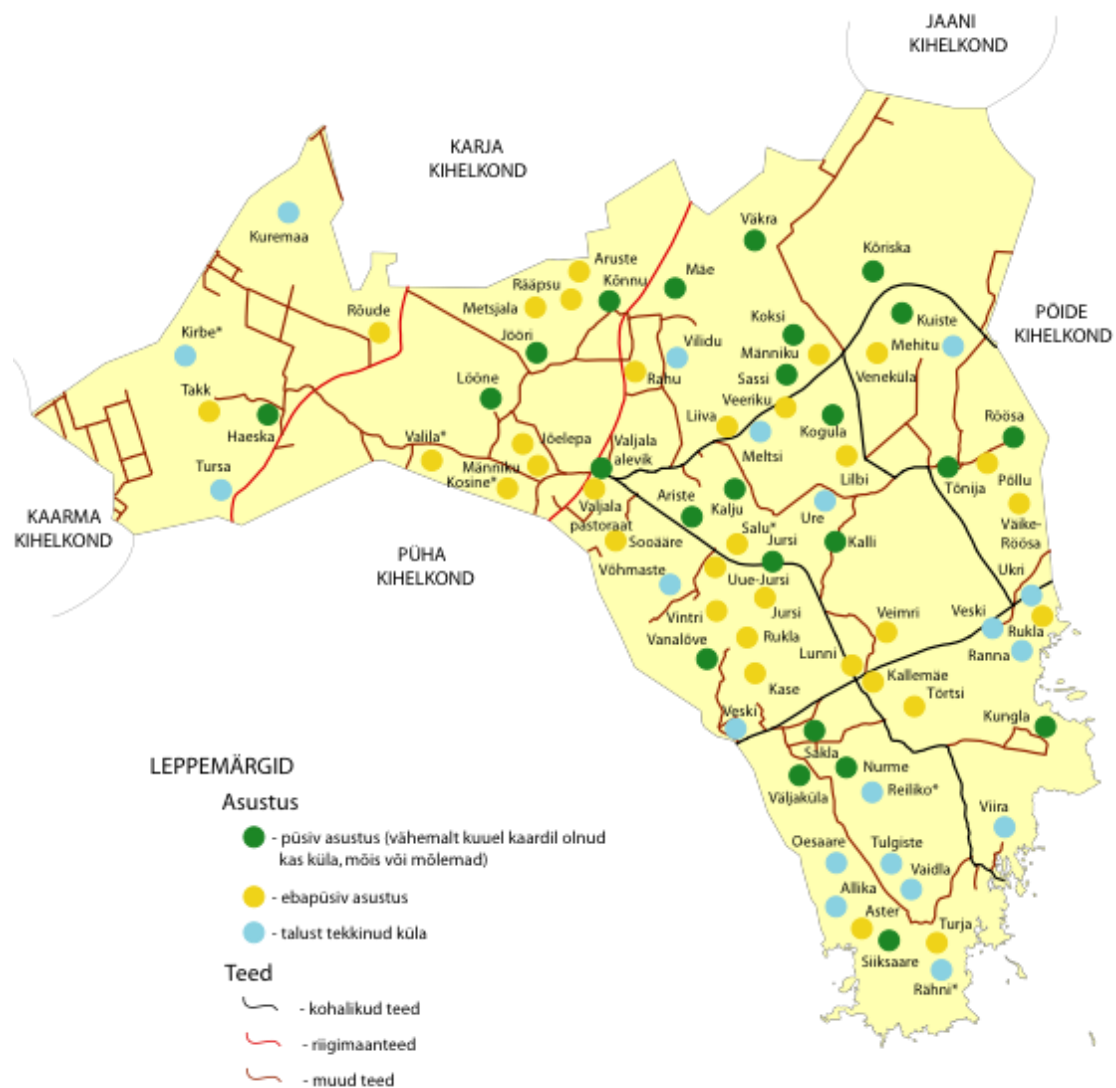 JAANI
KIHELKOND
KARJA
KIHELKOND
PÖIDE
KIHELKOND
KAARMA
KIHELKOND
PÜHA
KIHELKOND
Kuremaa
Väkra
Kõriska
Aruste
Rääpsu
Kõnnu
Mäe
Metsjala
Rõude
Kirbe*
Jööri
Koksi
Kuiste
Vilidu
Männiku
Mehitu
Veneküla
Takk
Lööne
Rahu
Sassi
Veeriku
Haeska
Liiva
Kogula
Röösa
Valila*
Jõelepa
Valjala
alevik
Meltsi
Männiku
Lilbi
Tursa
Kosine*
Tõnija
Põllu
Valjala
pastoraat
Ariste
Kalju
Ure
Väike-
Röösa
Sooääre
Salu*
Jursi
Kalli
Võhmaste
Uue-Jursi
Ukri
Vintri
Jursi
Veimri
Veski
Rukla
Vanalõve
Rukla
Lunni
Ranna
Kase
Kallemäe
Törtsi
Veski
Kungla
Sakla
Nurme
Väljaküla
Reiliko*
Viira
Oesaare
Tulgiste
Vaidla
Allika
Aster
Turja
Siiksaare
Rahni*
LEPPEMÄRGID
Asustus
- püsiv asustus (vähemalt kuuel kaardil olnud
kas küla, mõis või mõlemad)
- ebapüsiv asustus
- talust tekkinud küla
Teed
- kohalikud teed
- riigimaanteed
- muud teed